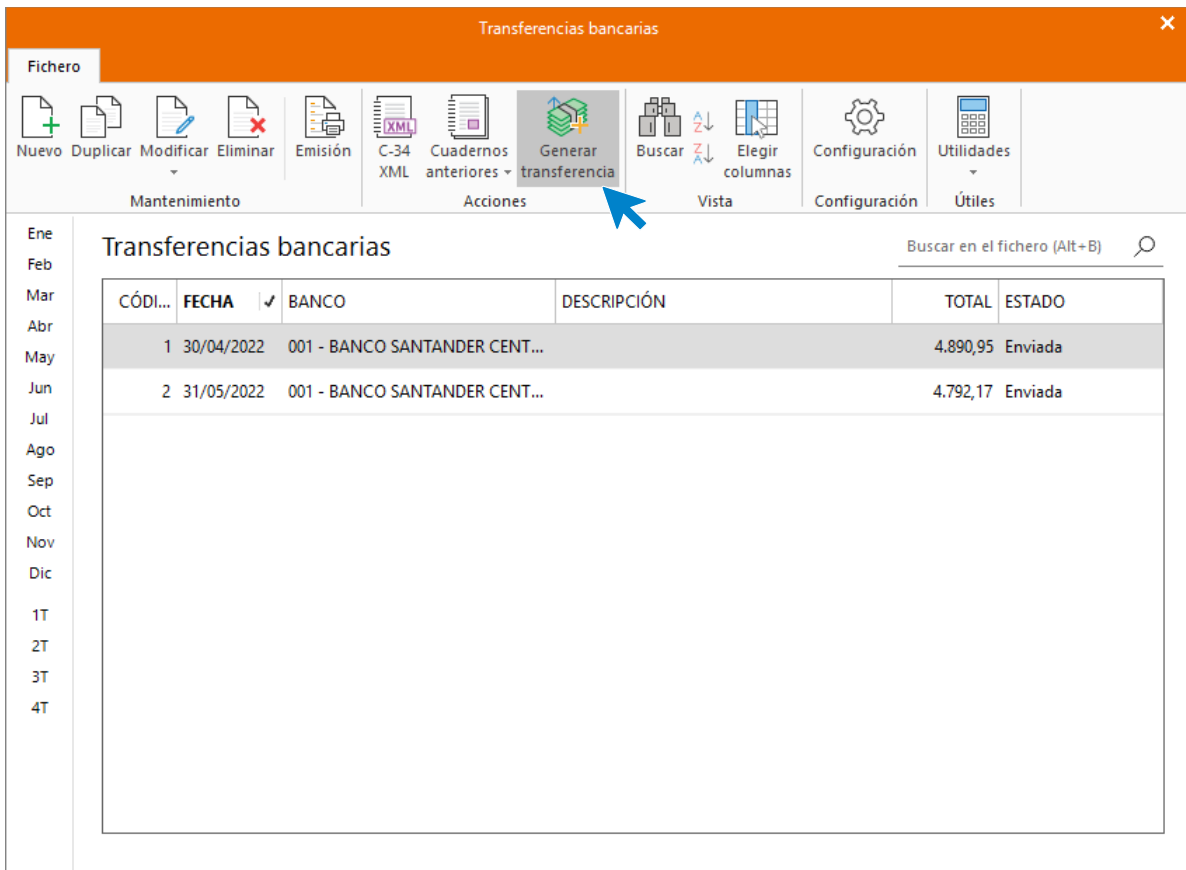 Transferencias bancarias
Fichero
Nuevo Duplicar Modificar Eliminar Emisión C-34 XML Cuadernos anteriores Generar transferencia Buscar Elegir columnas Configuración Utilidades
XML
Mantenimiento Acciones Vista Configuración Útiles
Ene
Feb
Mar
Abr
May
Jun
Jul
Ago
Sep
Oct
Nov
Dic
1T
2T
3T
4T
Transferencias bancarias
Buscar en el fichero (Alt+B)
CÓDI... FECHA BANCO DESCRIPCIÓN TOTAL ESTADO
1 30/04/2022 001 - BANCO SANTANDER CENT... 4.890,95 Enviada
2 31/05/2022 001 - BANCO SANTANDER CENT... 4.792,17 Enviada